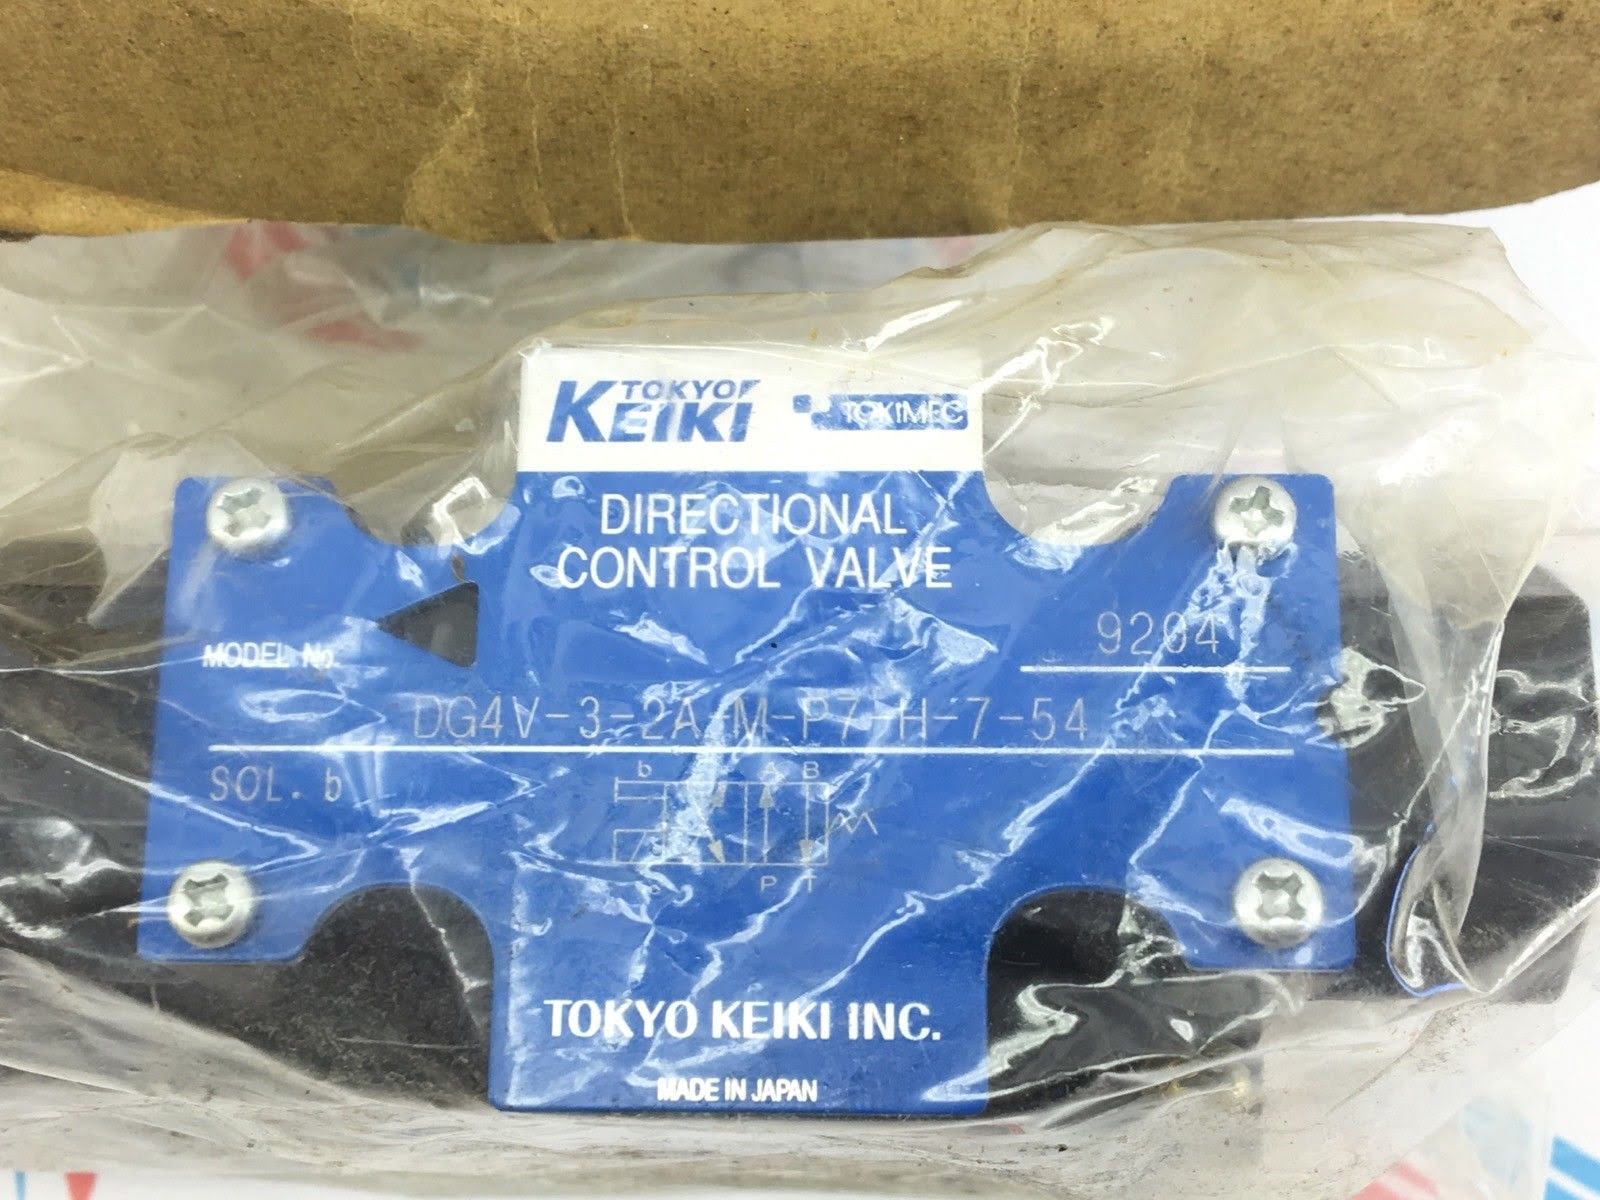 TOKYO
KEIKI
TOKIMEC
DIRECTIONAL
CONTROL VALVE
9204
MODEL No.
DG4V-3-2A-M-P7-H-7-54
SOL. b
b A B
P T
TOKYO KEIKI INC.
MADE IN JAPAN